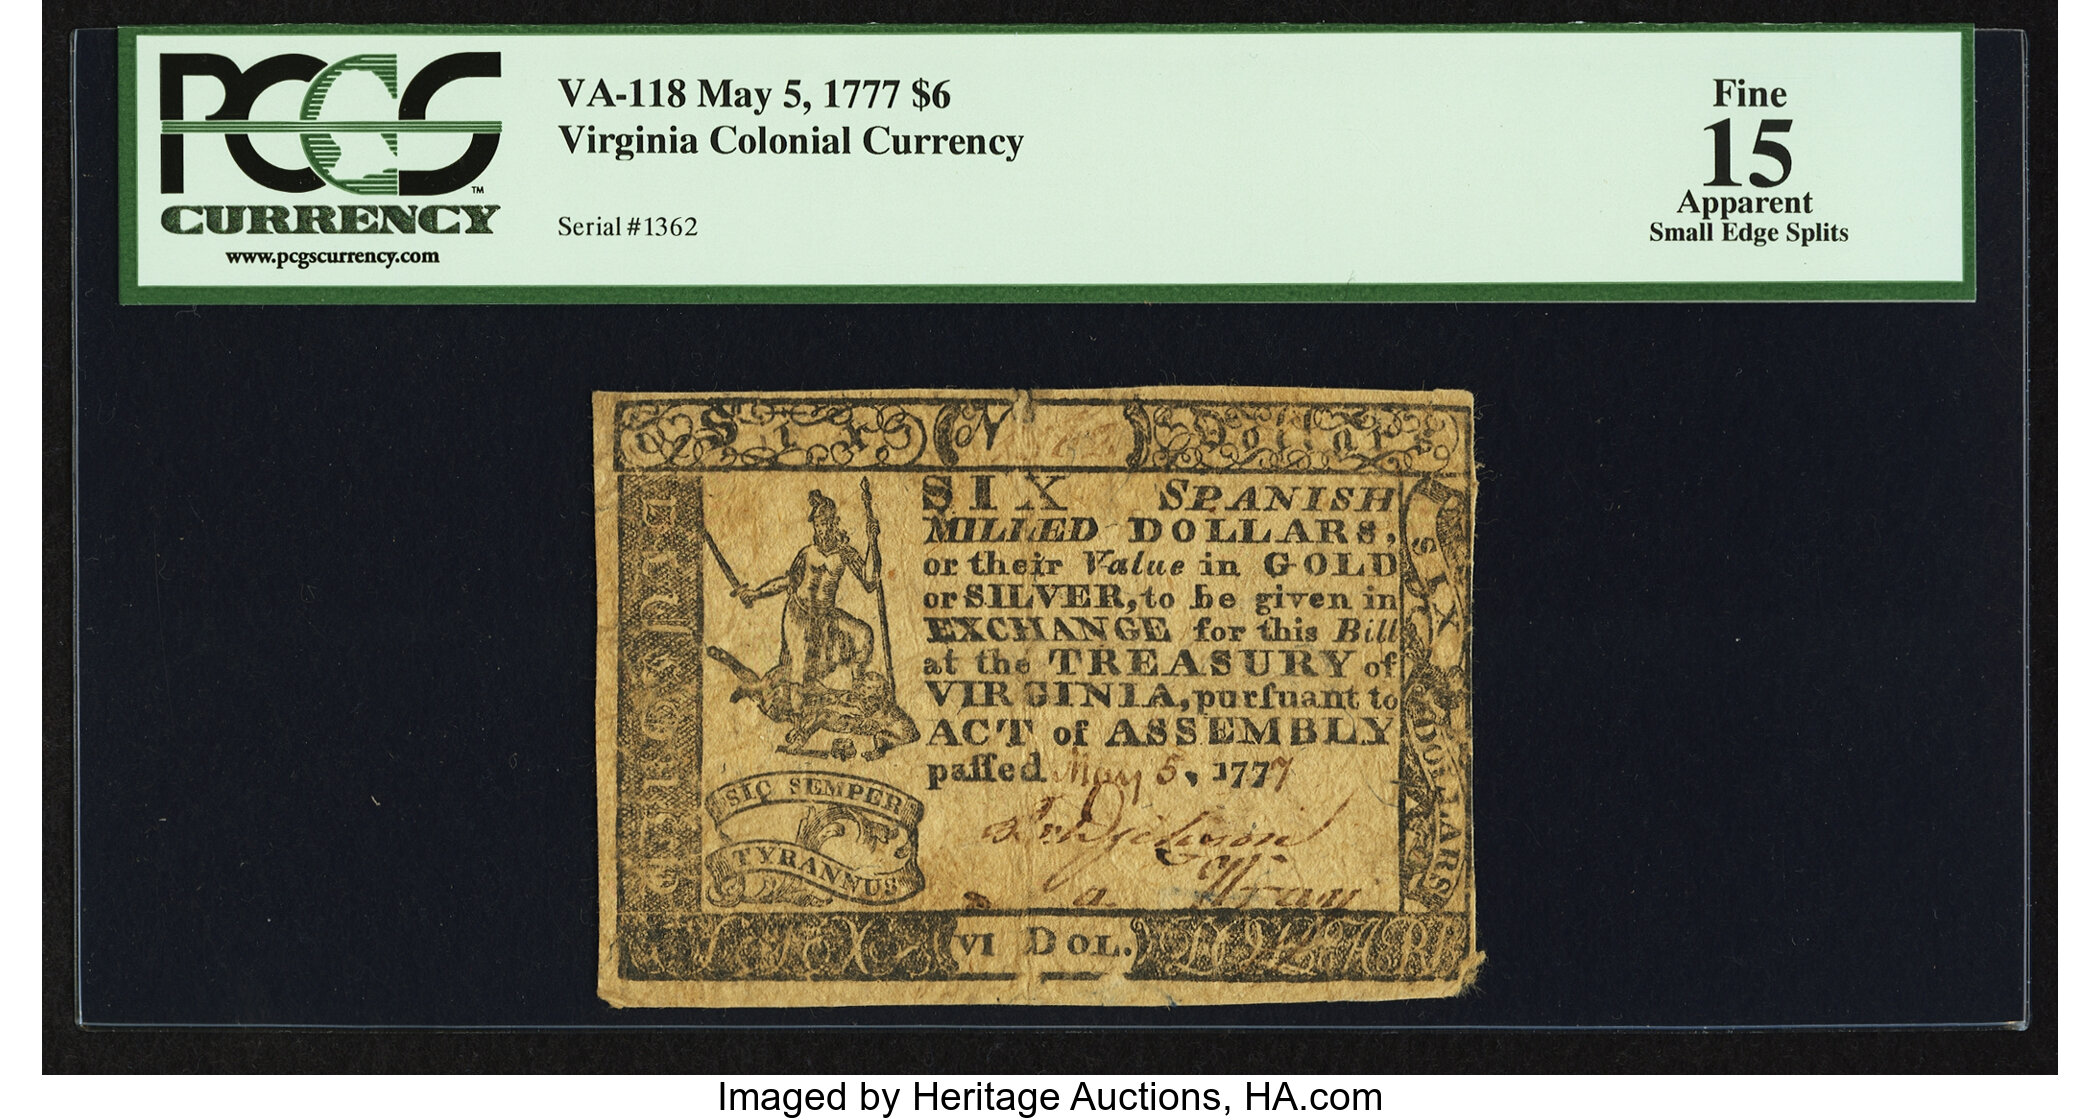 PCGS
TM
CURRENCY
www.pcgscurrency.com
VA-118 May 5, 1777 $6
Virginia Colonial Currency
Serial #1362
Fine
15
Apparent
Small Edge Splits
Six N Dollars
SIX SPANISH
MILLED DOLLARS,
or their Value in GOLD
or SILVER, to be given in
EXCHANGE for this Bill
at the TREASURY of
VIRGINIA, purſuant to
ACT of ASSEMBLY
paſſed May 5, 1777
SIC SEMPER
TYRANNUS
SIX DOLLARS
VI DOL.
Imaged by Heritage Auctions, HA.com